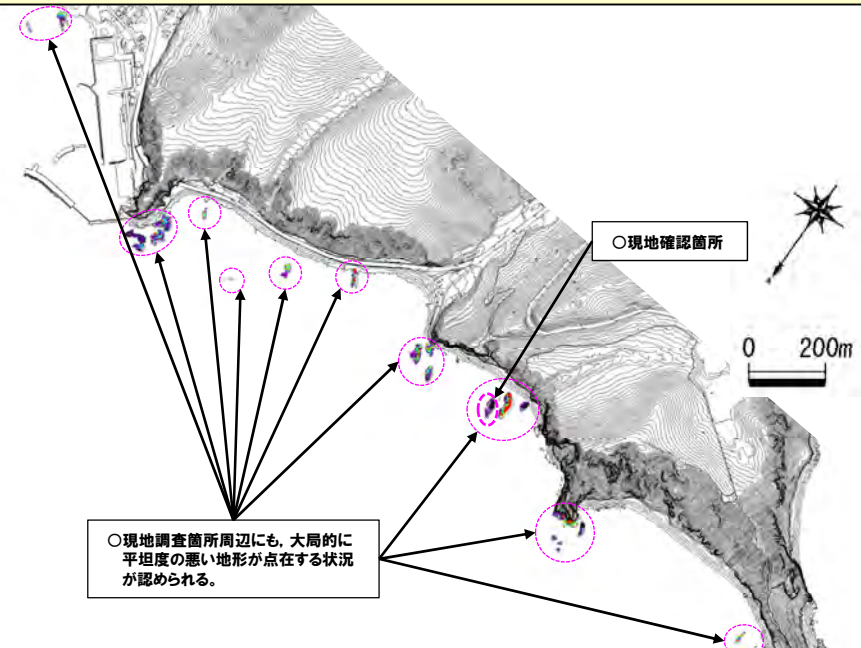 ○現地確認箇所
0 200m
○現地調査箇所周辺にも，大局的に
平坦度の悪い地形が点在する状況
が認められる。